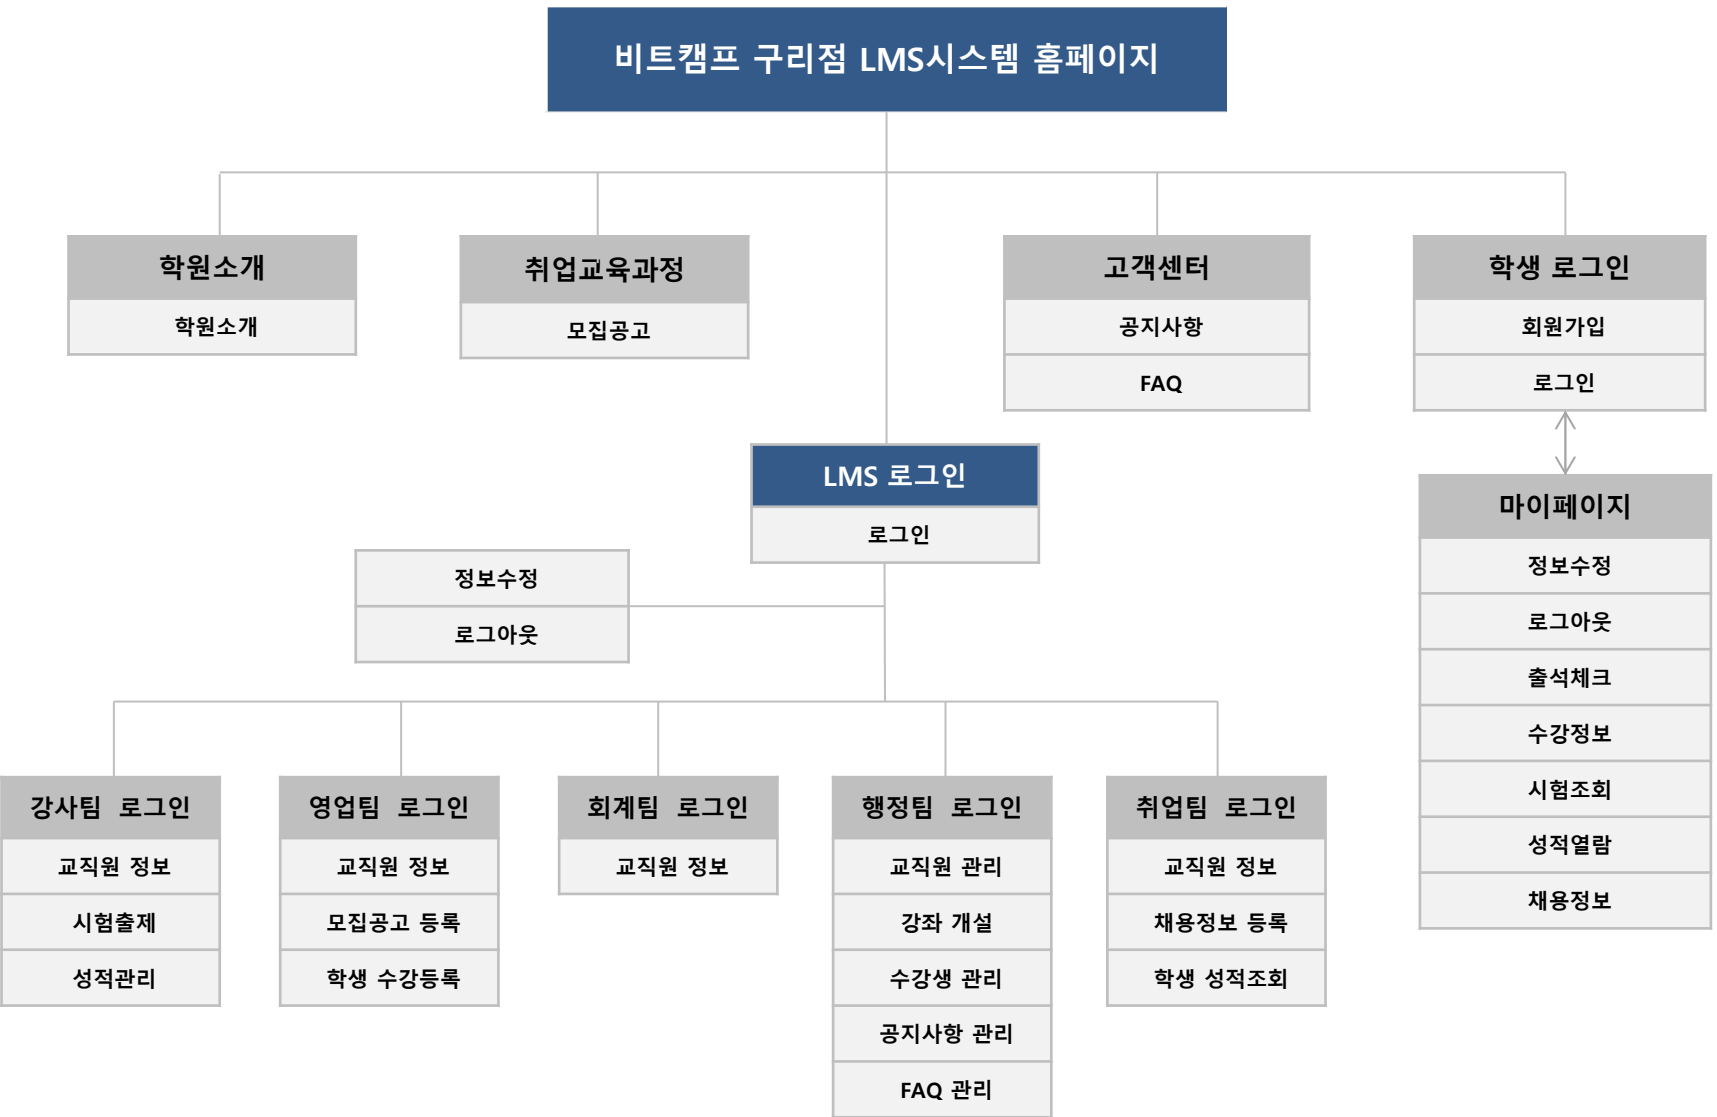 비트캠프 구리점 LMS시스템 홈페이지
학원소개
학원소개
취업교육과정
모집공고
고객센터
공지사항
FAQ
학생 로그인
회원가입
로그인
마이페이지
정보수정
로그아웃
출석체크
수강정보
시험조회
성적열람
채용정보
LMS 로그인
로그인
정보수정
로그아웃
강사팀 로그인
교직원 정보
시험출제
성적관리
영업팀 로그인
교직원 정보
모집공고 등록
학생 수강등록
회계팀 로그인
교직원 정보
행정팀 로그인
교직원 관리
강좌 개설
수강생 관리
공지사항 관리
FAQ 관리
취업팀 로그인
교직원 정보
채용정보 등록
학생 성적조회